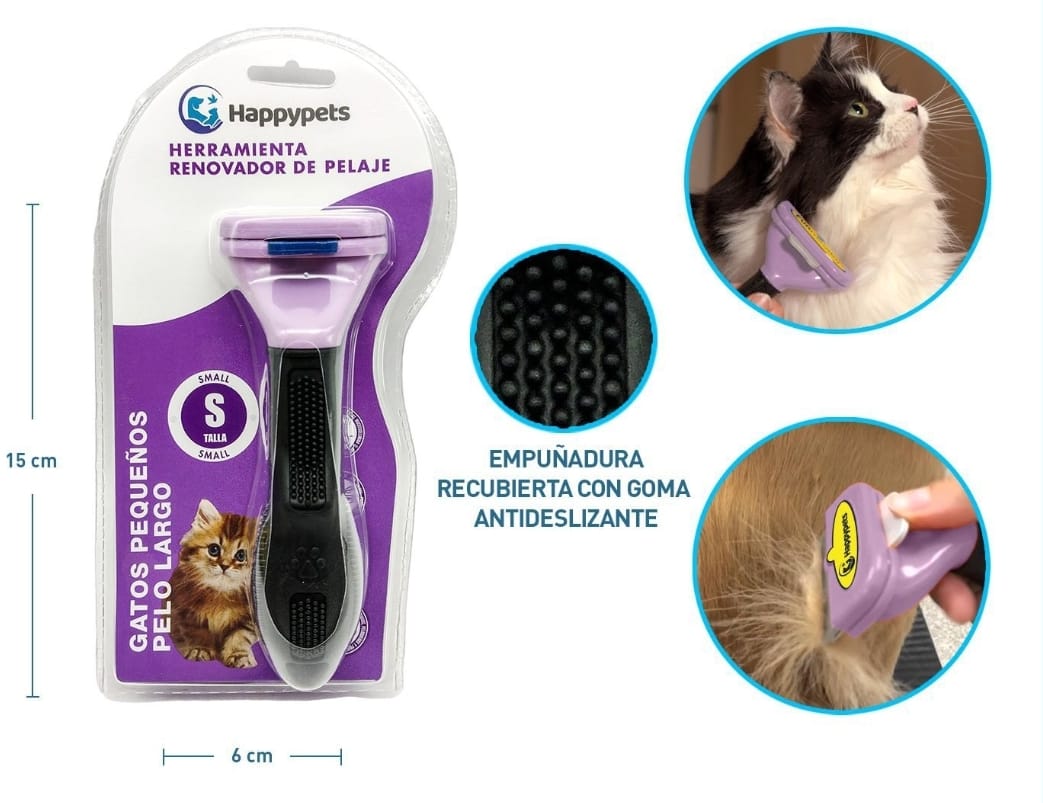 Happypets
HERRAMIENTA
RENOVADOR DE PELAJE
SMALL
S
TALLA
SMALL
GATOS PEQUEÑOS
PELO LARGO
15 cm
6 cm
EMPUÑADURA
RECUBIERTA CON GOMA
ANTIDESLIZANTE
Happypets